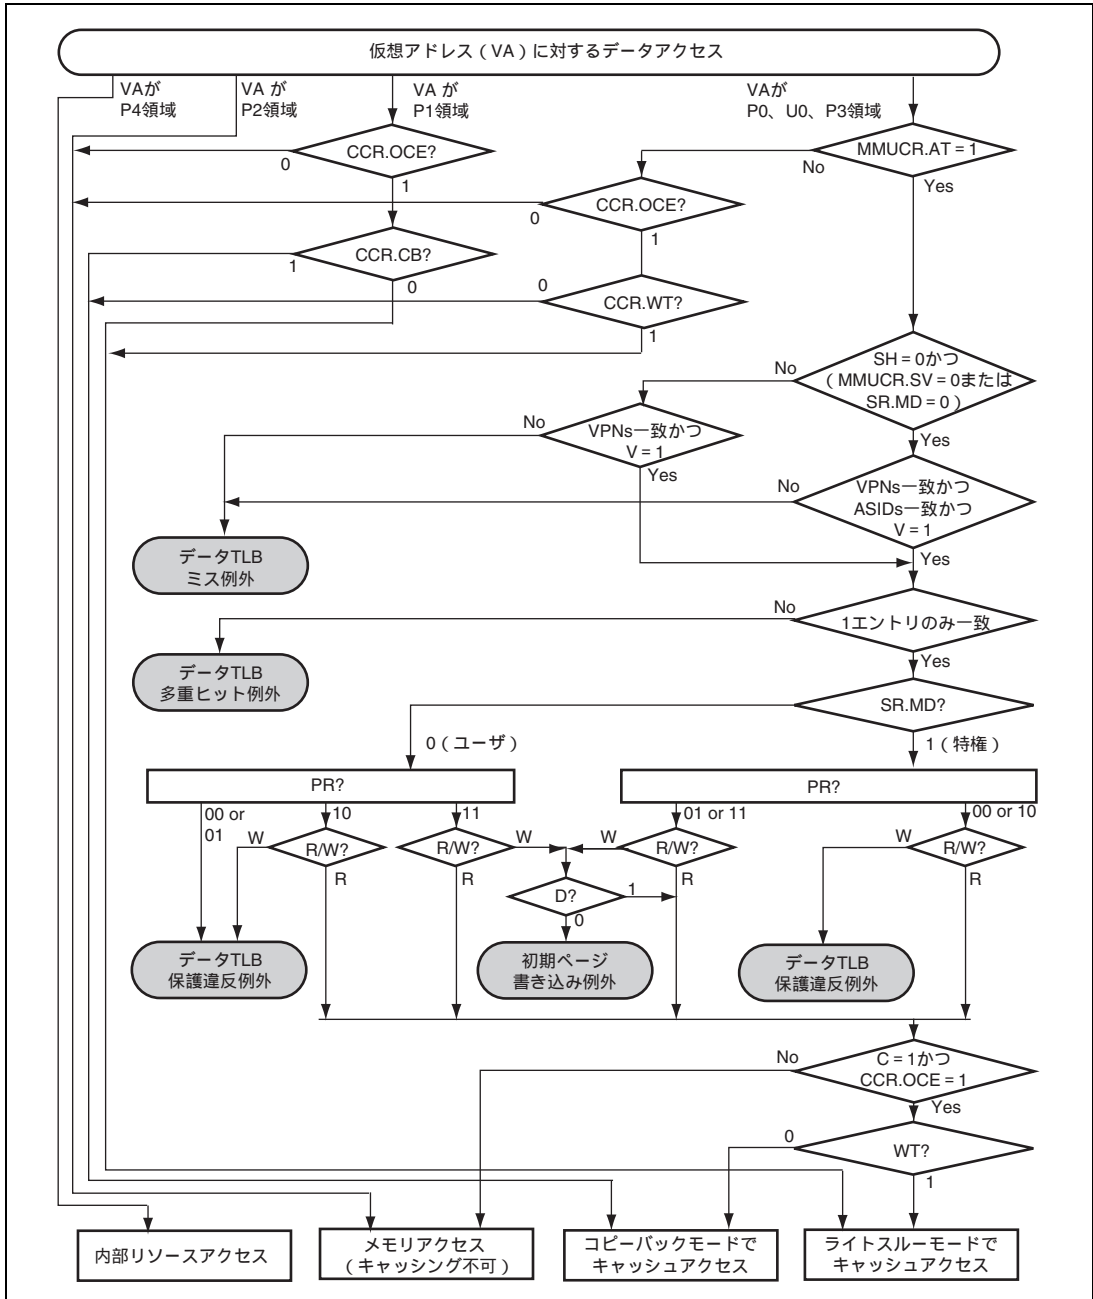 仮想アドレス（VA）に対するデータアクセス
VAが
P4領域
VA が
P2領域
VA が
P1領域
VAが
P0、U0、P3領域
CCR.OCE?
0
1
MMUCR.AT = 1
No
Yes
CCR.OCE?
0
1
CCR.CB?
1
0
0
CCR.WT?
1
SH = 0かつ
（MMUCR.SV = 0または
SR.MD = 0）
No
Yes
VPNs一致かつ
V = 1
No
Yes
VPNs一致かつ
ASIDs一致かつ
V = 1
No
Yes
データTLB
ミス例外
1エントリのみ一致
No
Yes
データTLB
多重ヒット例外
SR.MD?
0（ユーザ）
1（特権）
PR?
PR?
00 or
01
10
11
01 or 11
00 or 10
W
R/W?
R
R/W?
W
R
W
R/W?
R
W
R/W?
R
D?
1
0
データTLB
保護違反例外
初期ページ
書き込み例外
データTLB
保護違反例外
C = 1かつ
CCR.OCE = 1
No
Yes
WT?
0
1
内部リソースアクセス
メモリアクセス
（キャッシング不可）
コピーバックモードで
キャッシュアクセス
ライトスルーモードで
キャッシュアクセス